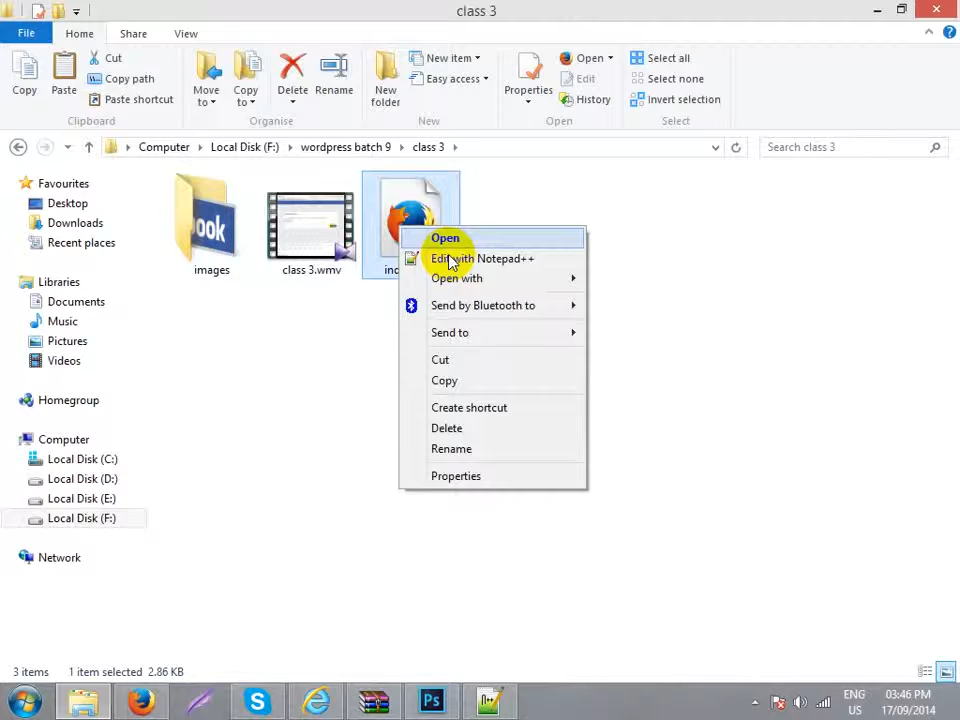 class 3
File
Home
Share
View
Copy
Paste
Cut
Copy path
Paste shortcut
Clipboard
Move to
Copy to
Delete
Rename
Organise
New folder
New item
Easy access
New
Properties
Open
Edit
History
Open
Select all
Select none
Invert selection
Select
Computer
Local Disk (F:)
wordpress batch 9
class 3
Search class 3
Favourites
Desktop
Downloads
Recent places
Libraries
Documents
Music
Pictures
Videos
Homegroup
Computer
Local Disk (C:)
Local Disk (D:)
Local Disk (E:)
Local Disk (F:)
Network
ook
images
class 3.wmv
ind
Open
Edit with Notepad++
Open with
Send by Bluetooth to
Send to
Cut
Copy
Create shortcut
Delete
Rename
Properties
3 items
1 item selected 2.86 KB
Ps
ENG
US
03:46 PM
17/09/2014